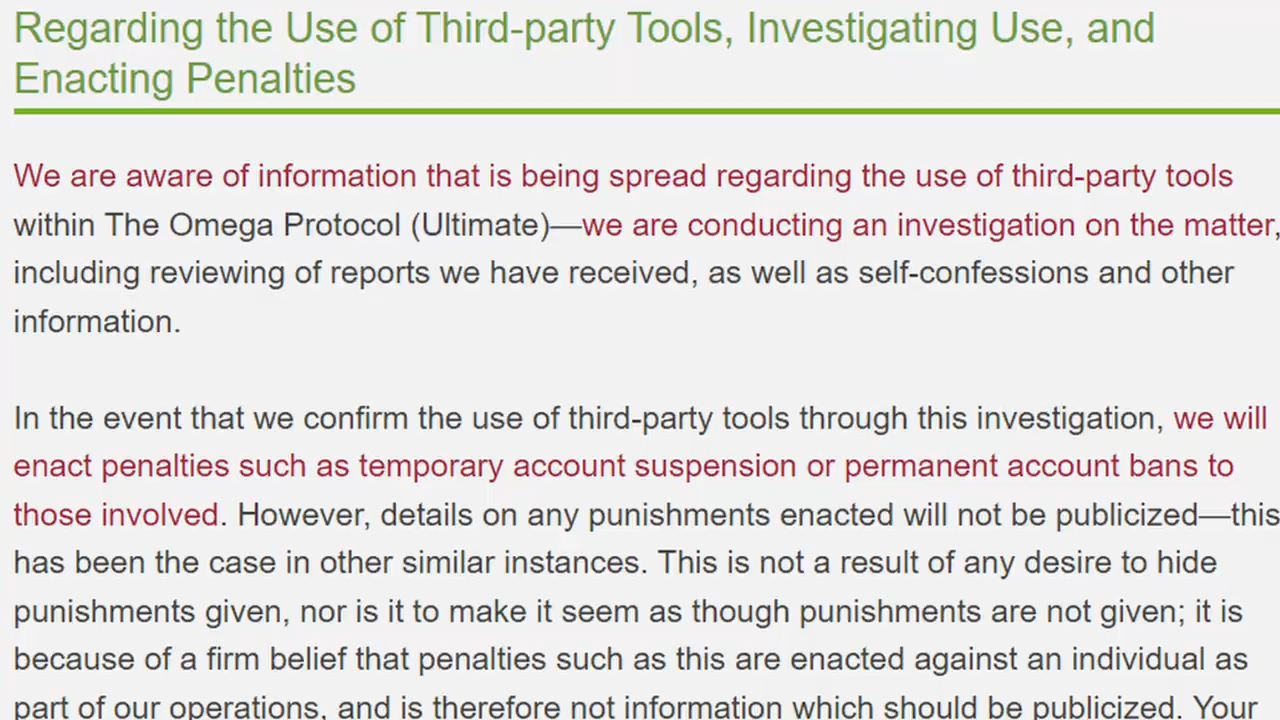 Regarding the Use of Third-party Tools, Investigating Use, and
Enacting Penalties
We are aware of information that is being spread regarding the use of third-party tools
within The Omega Protocol (Ultimate)—we are conducting an investigation on the matter,
including reviewing of reports we have received, as well as self-confessions and other
information.
In the event that we confirm the use of third-party tools through this investigation, we will
enact penalties such as temporary account suspension or permanent account bans to
those involved. However, details on any punishments enacted will not be publicized—this
has been the case in other similar instances. This is not a result of any desire to hide
punishments given, nor is it to make it seem as though punishments are not given; it is
because of a firm belief that penalties such as this are enacted against an individual as
part of our operations, and is therefore not information which should be publicized. Your